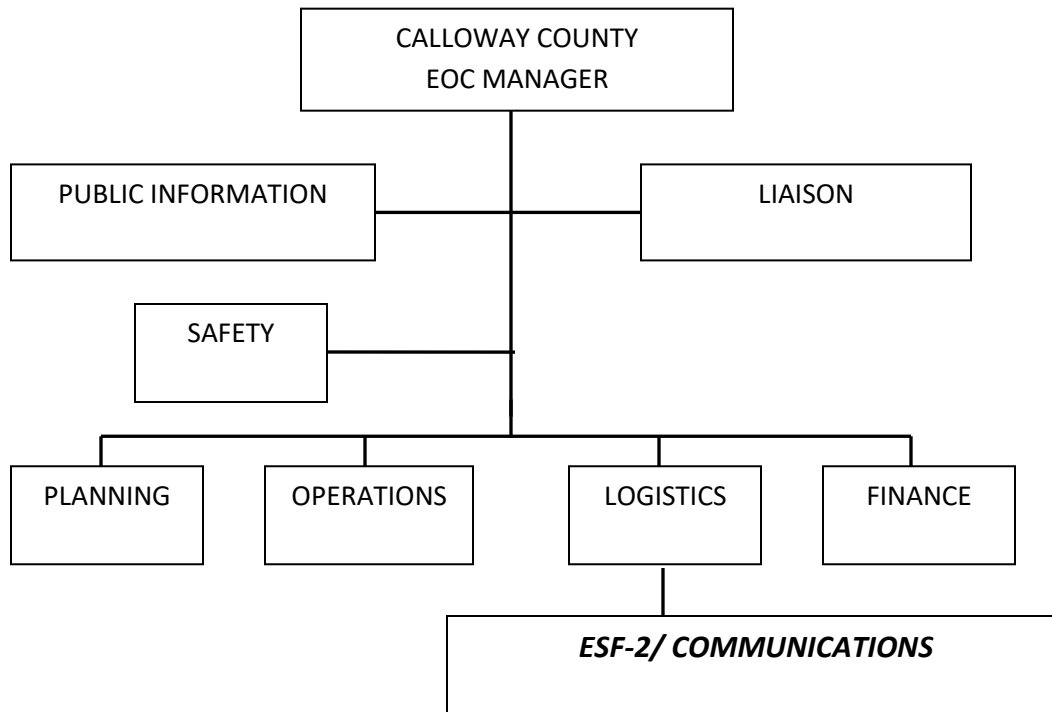 CALLOWAY COUNTY
EOC MANAGER
PUBLIC INFORMATION
LIAISON
SAFETY
PLANNING
OPERATIONS
LOGISTICS
FINANCE
ESF-2/ COMMUNICATIONS